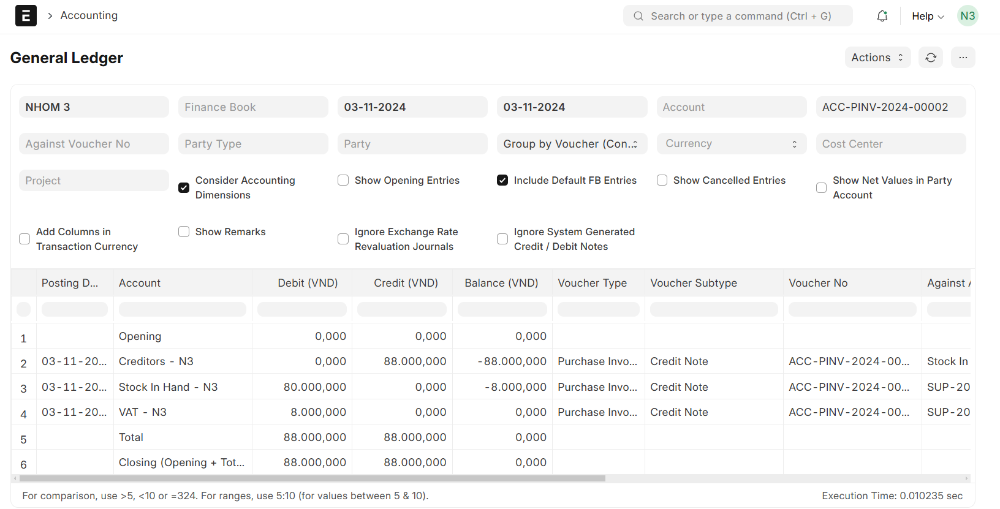 E > Accounting Search or type a command (Ctrl + G) Help N3
General Ledger Actions ...
NHOM 3 Finance Book 03-11-2024 03-11-2024 Account ACC-PINV-2024-00002
Against Voucher No Party Type Party Group by Voucher (Con... Currency Cost Center
Project Consider Accounting Dimensions Show Opening Entries Include Default FB Entries Show Cancelled Entries Show Net Values in Party Account
Add Columns in Transaction Currency Show Remarks Ignore Exchange Rate Revaluation Journals Ignore System Generated Credit / Debit Notes
Posting D... Account Debit (VND) Credit (VND) Balance (VND) Voucher Type Voucher Subtype Voucher No Against
1 Opening 0,000 0,000 0,000
2 03-11-20... Creditors - N3 0,000 88.000,000 -88.000,000 Purchase Invo... Credit Note ACC-PINV-2024-00... Stock In
3 03-11-20... Stock In Hand - N3 80.000,000 0,000 -8.000,000 Purchase Invo... Credit Note ACC-PINV-2024-00... SUP-20
4 03-11-20... VAT - N3 8.000,000 0,000 0,000 Purchase Invo... Credit Note ACC-PINV-2024-00... SUP-20
5 Total 88.000,000 88.000,000 0,000
6 Closing (Opening + Tot... 88.000,000 88.000,000 0,000
For comparison, use >5, <10 or =324. For ranges, use 5:10 (for values between 5 & 10). Execution Time: 0.010235 sec